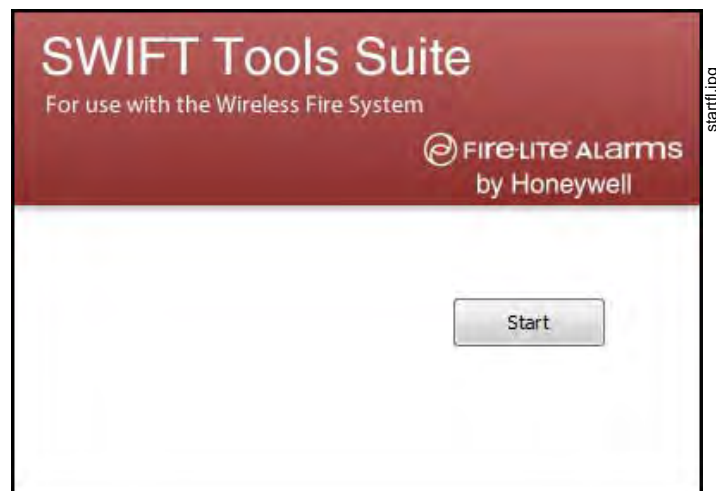 SWIFT Tools Suite
For use with the Wireless Fire System
FIRE·LITE® ALARMS
by Honeywell
Start
startfl.jpg